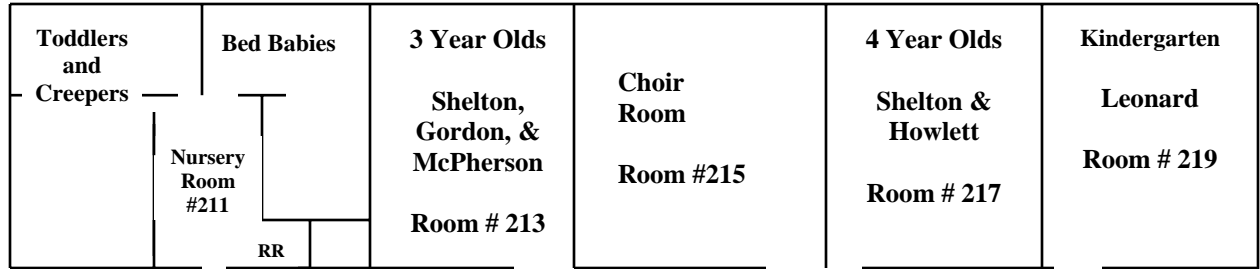 Toddlers
and
Creepers
Bed Babies
Nursery
Room
#211
RR
3 Year Olds
Shelton,
Gordon, &
McPherson
Room # 213
Choir
Room
Room #215
4 Year Olds
Shelton &
Howlett
Room # 217
Kindergarten
Leonard
Room # 219